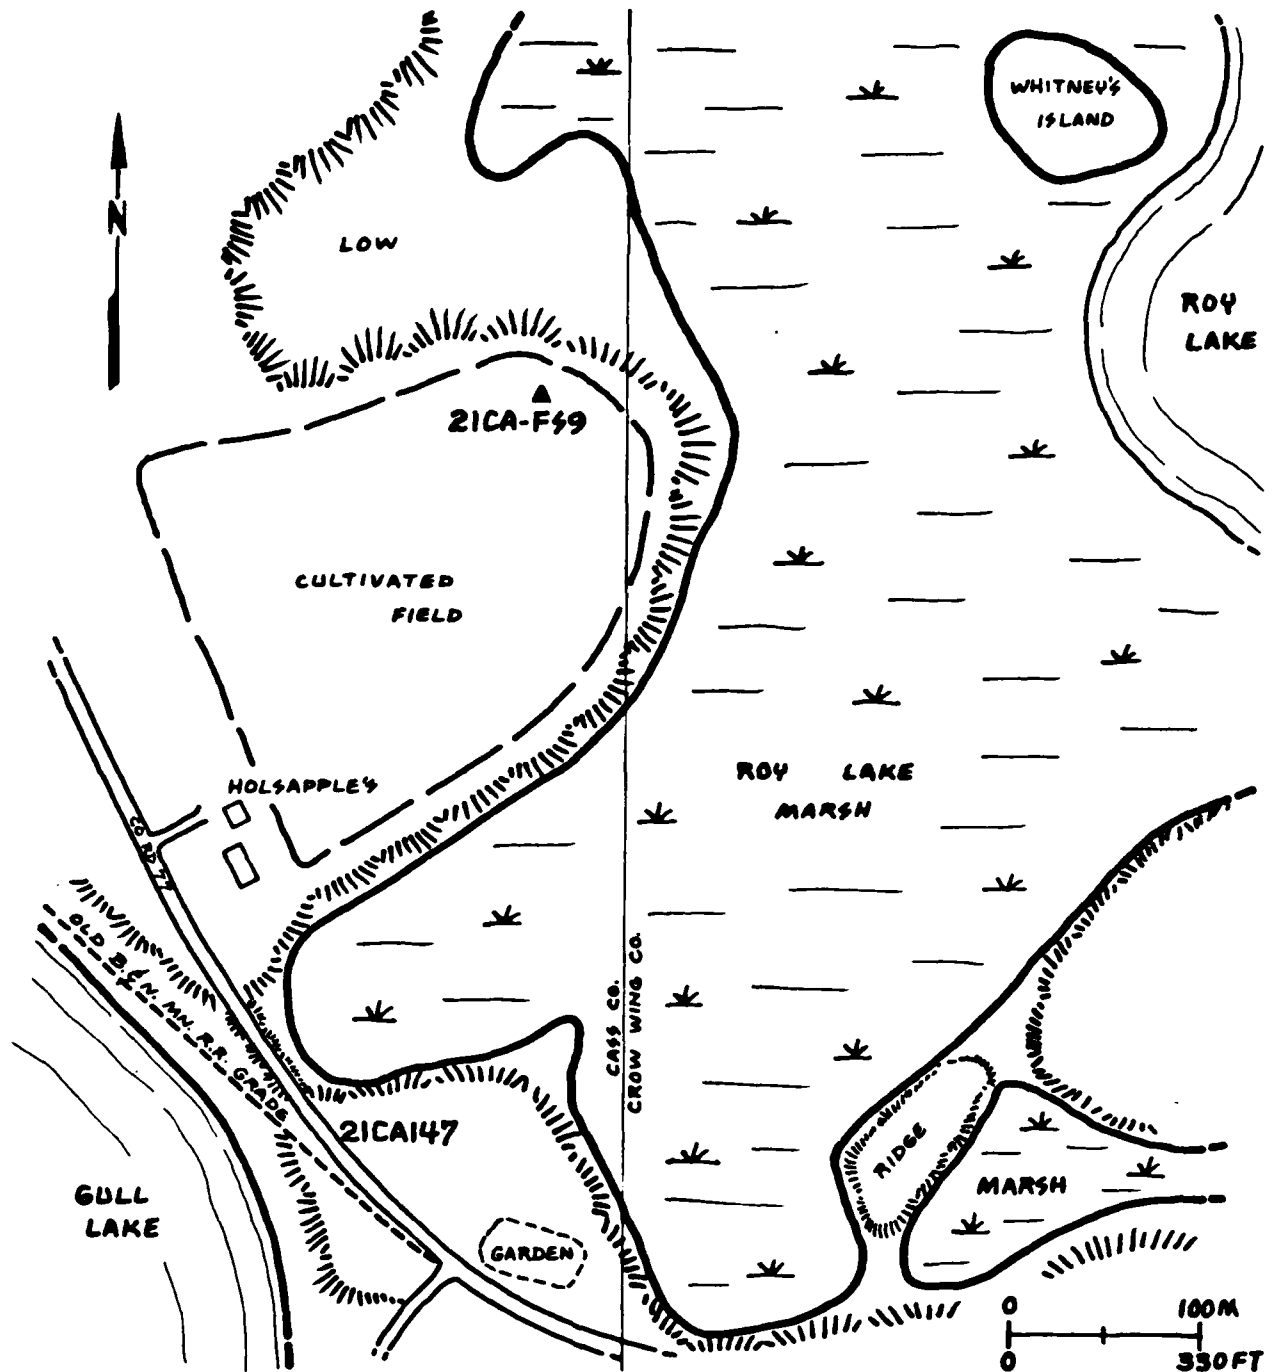 WHITNEY'S
ISLAND
N
LOW
ROY
LAKE
21CA-FS9
CULTIVATED
FIELD
HOLSAPPLE'S
ROY LAKE
MARSH
CO RD 77
OLD B. & N. MN. R.R. GRADE
CASS CO.
CROW WING CO.
21CA147
RIDGE
MARSH
GULL
LAKE
GARDEN
0 100M
0 330FT